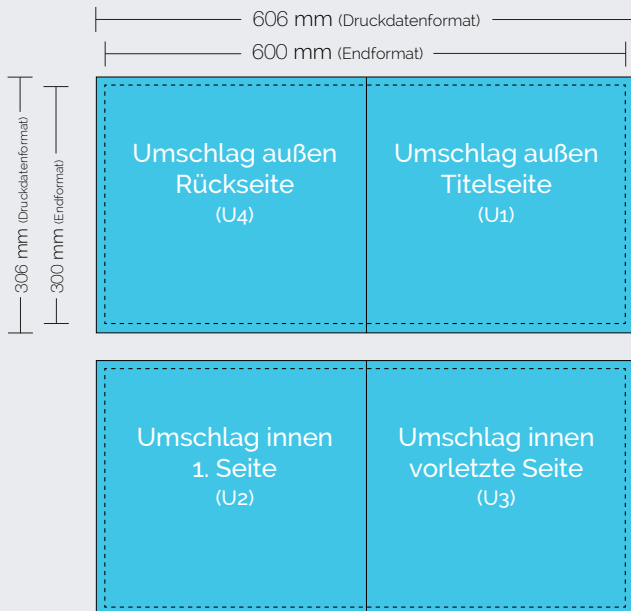 606 mm (Druckdatenformat)
600 mm (Endformat)
306 mm (Druckdatenformat)
300 mm (Endformat)
Umschlag außen
Rückseite
(U4)
Umschlag außen
Titelseite
(U1)
Umschlag innen
1. Seite
(U2)
Umschlag innen
vorletzte Seite
(U3)